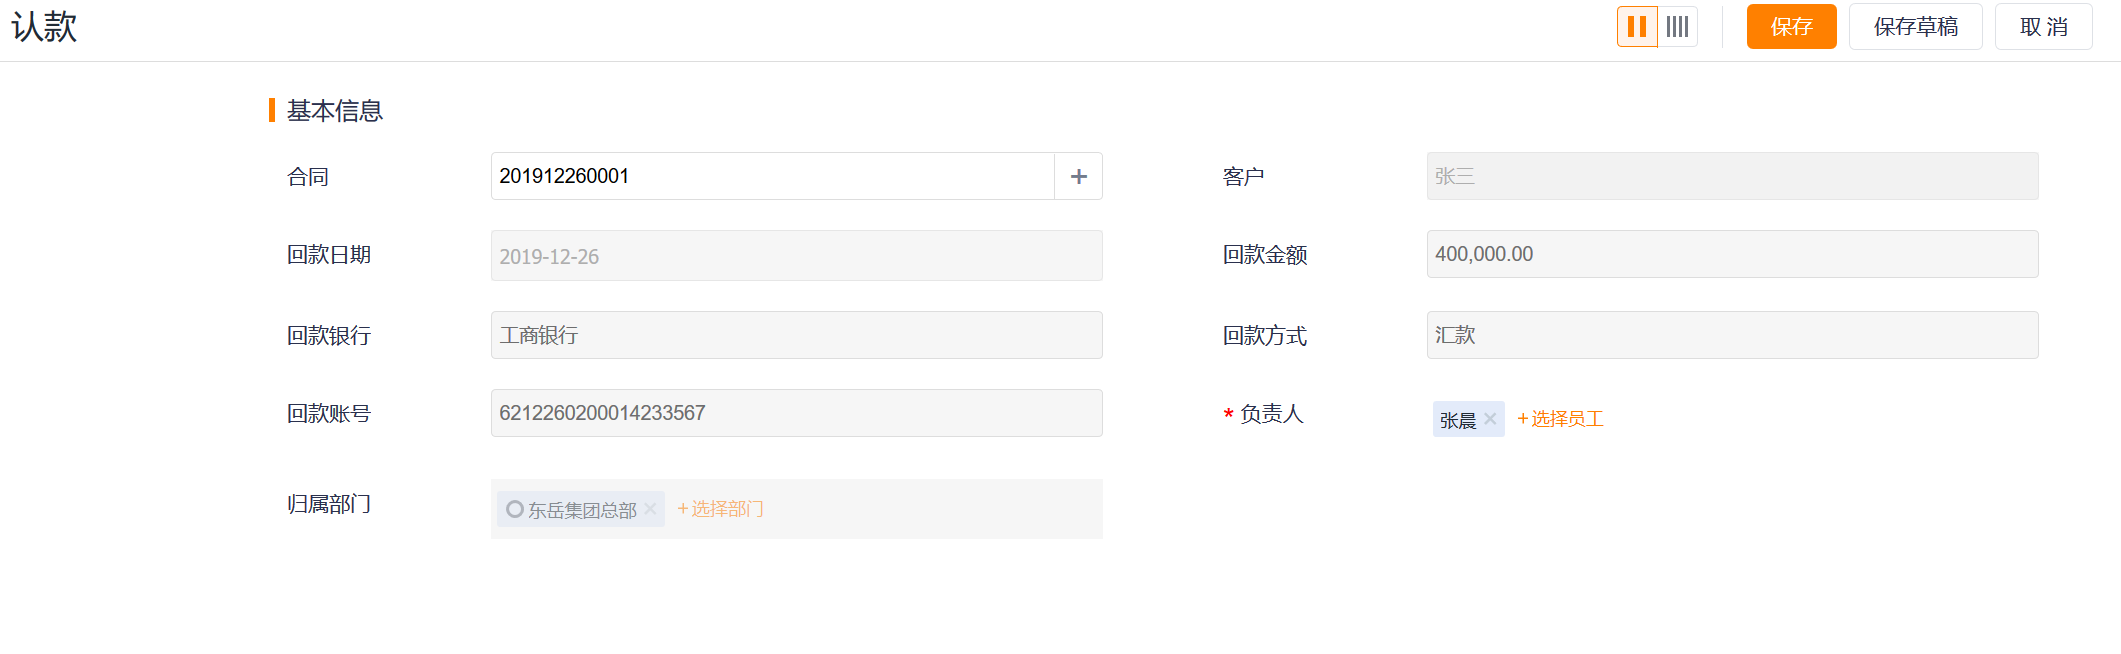 认款
保存 保存草稿 取 消
基本信息
合同 201912260001 + 客户 张三
回款日期 2019-12-26 回款金额 400,000.00
回款银行 工商银行 回款方式 汇款
回款账号 6212260200014233567 * 负责人 张晨 × +选择员工
归属部门 东岳集团总部 × +选择部门